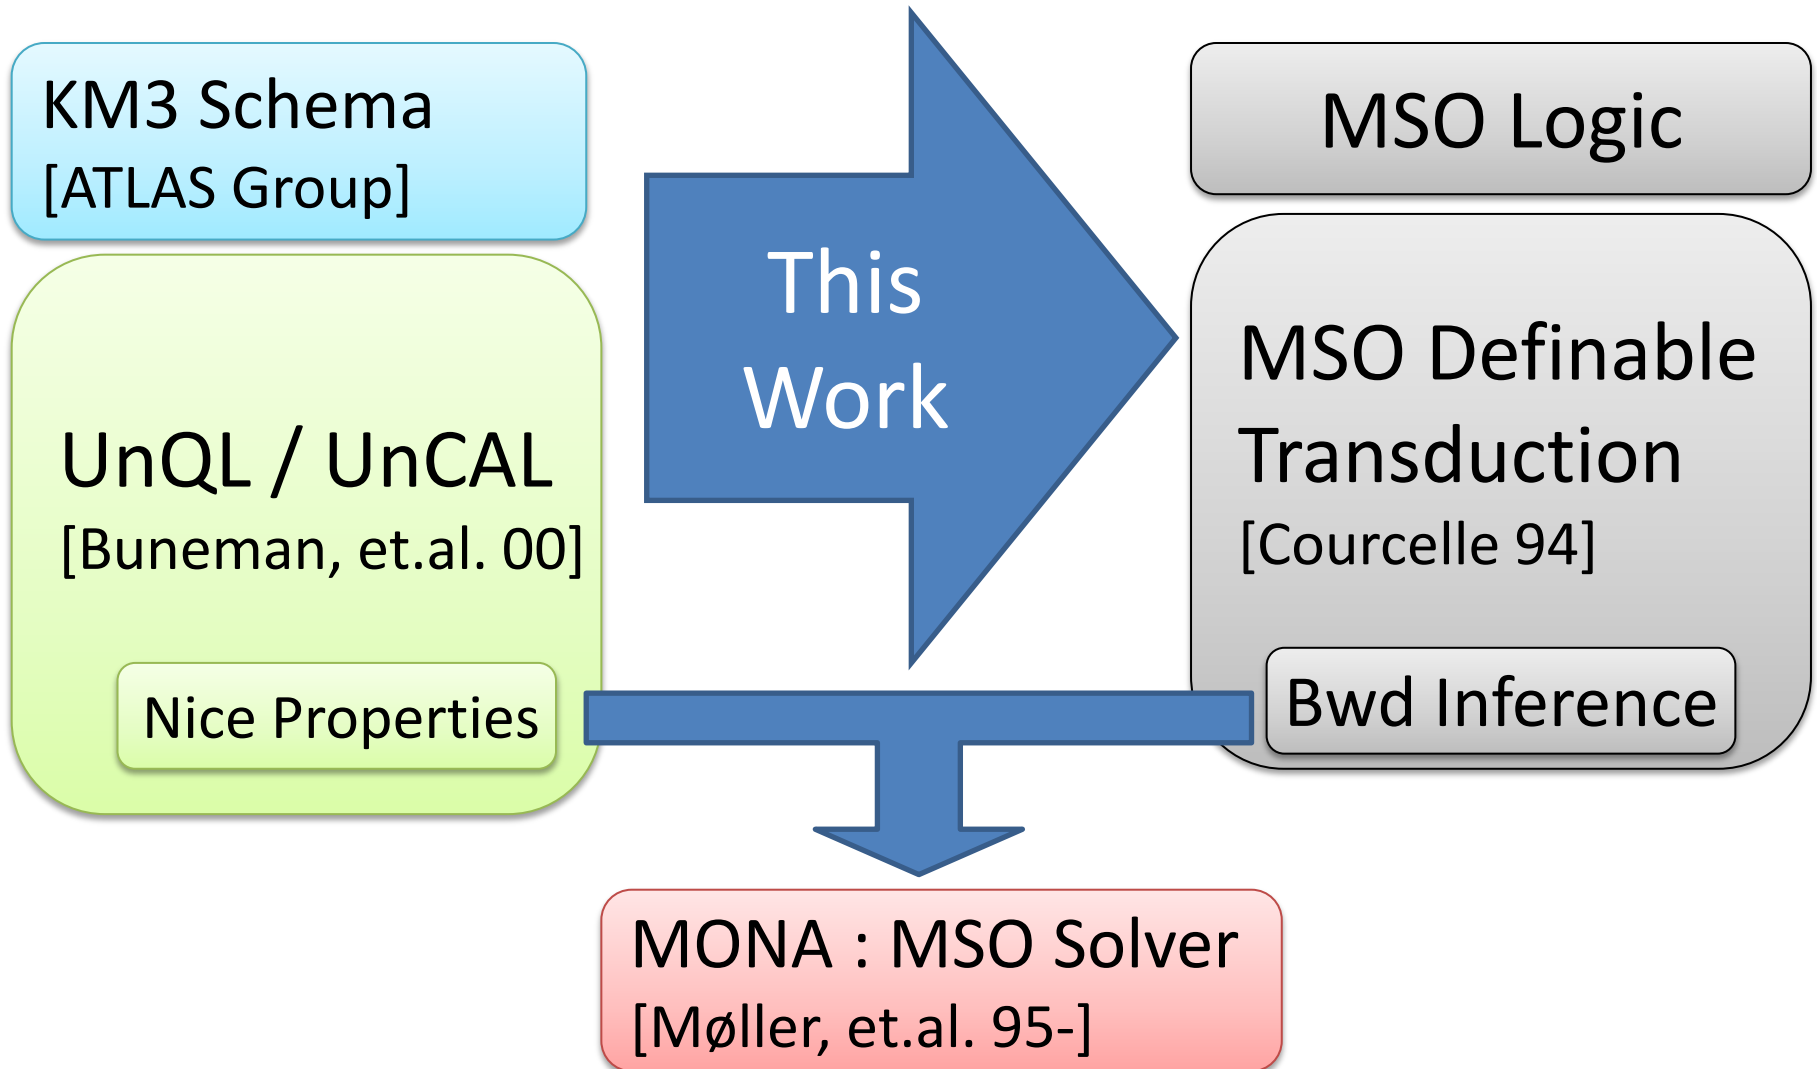 KM3 Schema
[ATLAS Group]
UnQL / UnCAL
[Buneman, et.al. 00]
Nice Properties
This
Work
MSO Logic
MSO Definable
Transduction
[Courcelle 94]
Bwd Inference
MONA : MSO Solver
[Møller, et.al. 95-]